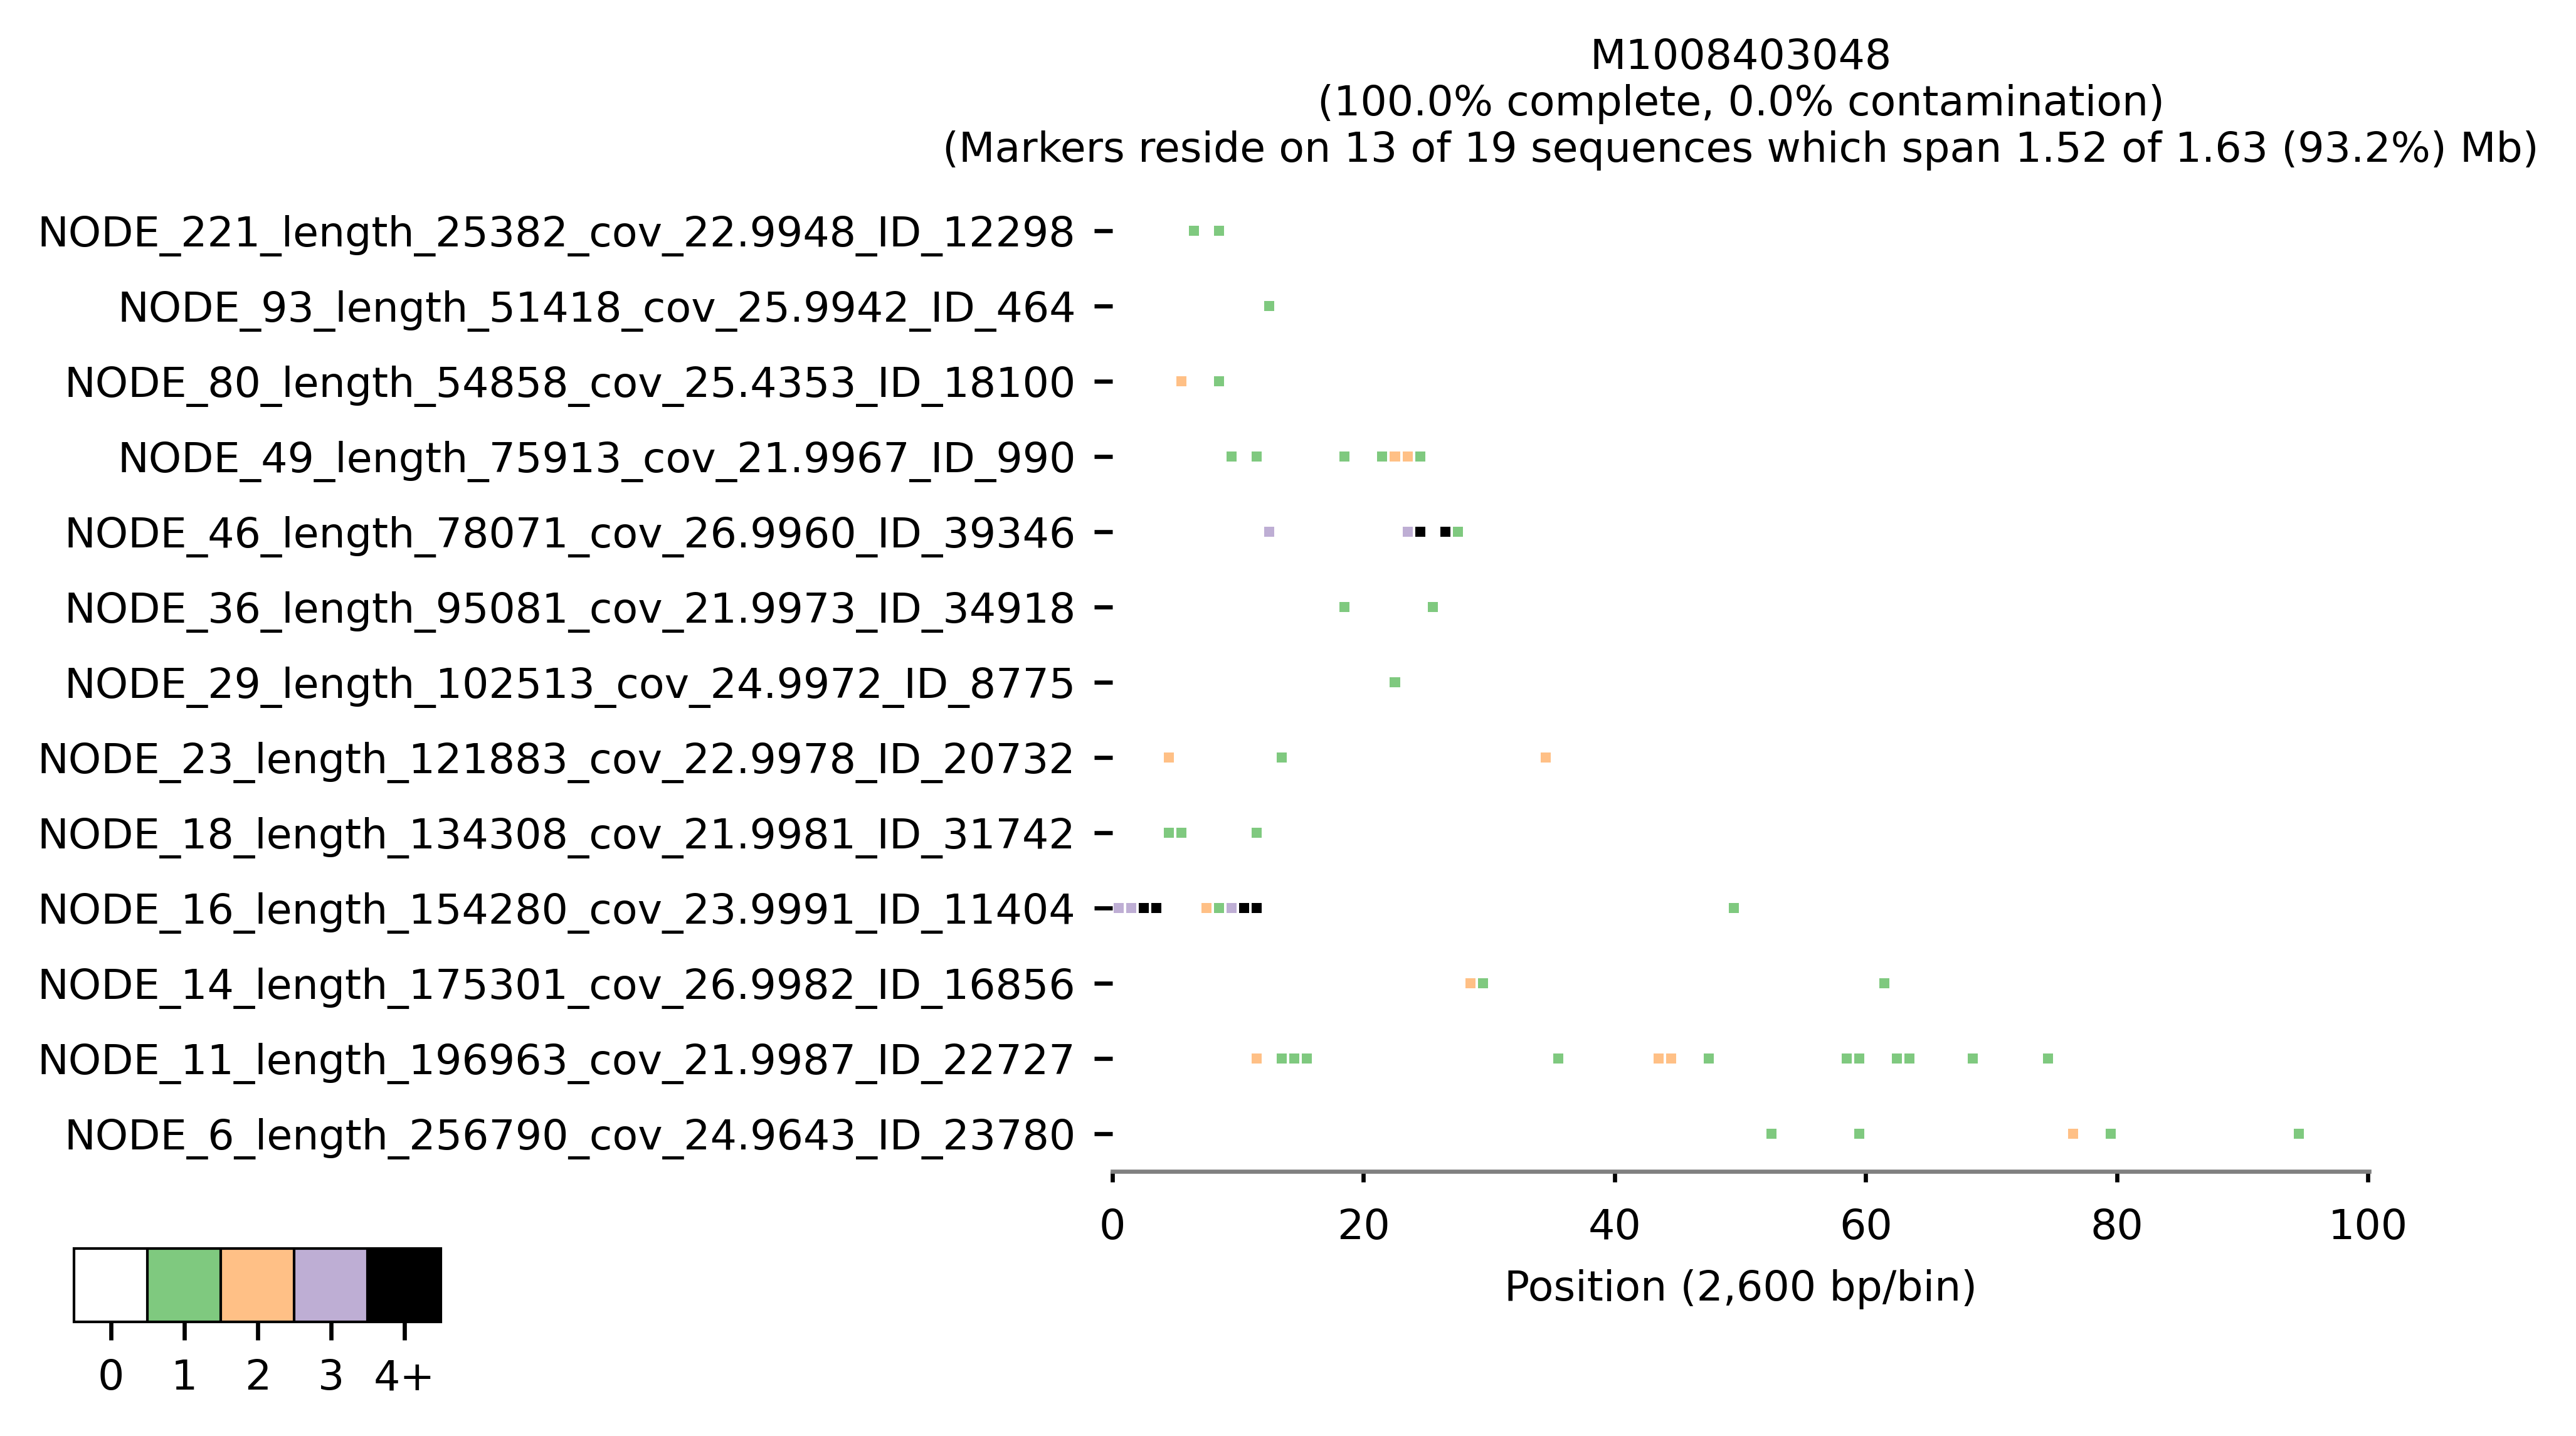 M1008403048
(100.0% complete, 0.0% contamination)
(Markers reside on 13 of 19 sequences which span 1.52 of 1.63 (93.2%) Mb)
NODE_221_length_25382_cov_22.9948_ID_12298
NODE_93_length_51418_cov_25.9942_ID_464
NODE_80_length_54858_cov_25.4353_ID_18100
NODE_49_length_75913_cov_21.9967_ID_990
NODE_46_length_78071_cov_26.9960_ID_39346
NODE_36_length_95081_cov_21.9973_ID_34918
NODE_29_length_102513_cov_24.9972_ID_8775
NODE_23_length_121883_cov_22.9978_ID_20732
NODE_18_length_134308_cov_21.9981_ID_31742
NODE_16_length_154280_cov_23.9991_ID_11404
NODE_14_length_175301_cov_26.9982_ID_16856
NODE_11_length_196963_cov_21.9987_ID_22727
NODE_6_length_256790_cov_24.9643_ID_23780
0 20 40 60 80 100
Position (2,600 bp/bin)
0 1 2 3 4+